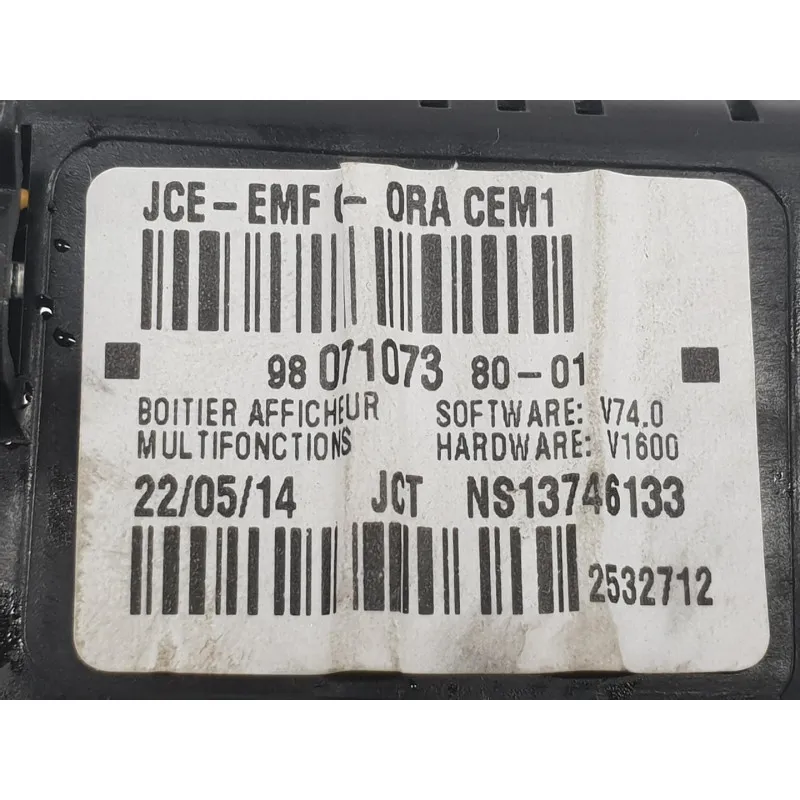 JCE-EMF C- ORA CEM1
98 071073 80-01
BOITIER AFFICHEUR SOFTWARE: V74.0
MULTIFONCTIONS HARDWARE: V1600
22/05/14 JCT NS13746133
2532712